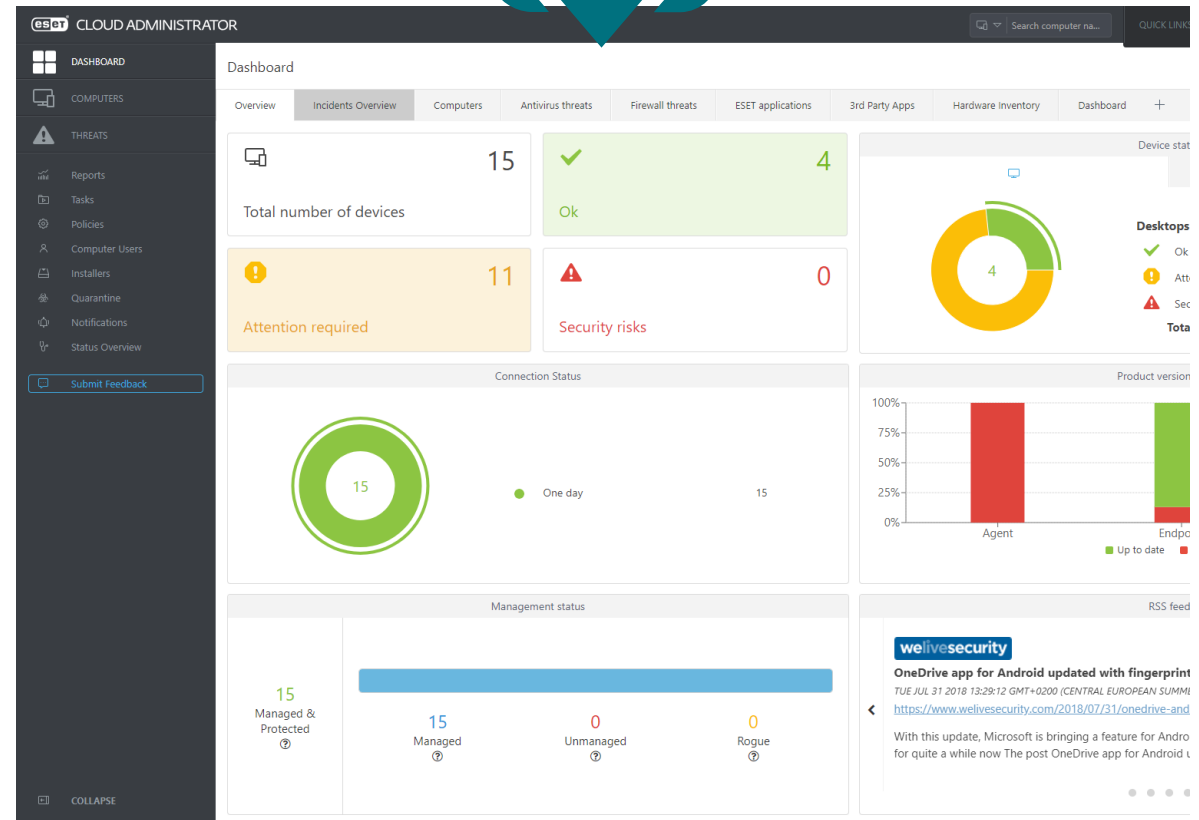 eset CLOUD ADMINISTRATOR
Search computer na...
QUICK LINKS
DASHBOARD
COMPUTERS
THREATS
Reports
Tasks
Policies
Computer Users
Installers
Quarantine
Notifications
Status Overview
Submit Feedback
COLLAPSE
Dashboard
Overview
Incidents Overview
Computers
Antivirus threats
Firewall threats
ESET applications
3rd Party Apps
Hardware Inventory
Dashboard
15
Total number of devices
4
Ok
11
Attention required
0
Security risks
Device stat
4
Desktops
Ok
Att
Sec
Tota
Connection Status
15
One day
15
Product version
100%
75%
50%
25%
0%
Agent
Endpo
Up to date
Management status
15
Managed &
Protected
15
Managed
0
Unmanaged
0
Rogue
RSS feed
welivesecurity
OneDrive app for Android updated with fingerprint
TUE JUL 31 2018 13:29:12 GMT+0200 (CENTRAL EUROPEAN SUMME
https://www.welivesecurity.com/2018/07/31/onedrive-and
With this update, Microsoft is bringing a feature for Andro
for quite a while now The post OneDrive app for Android u